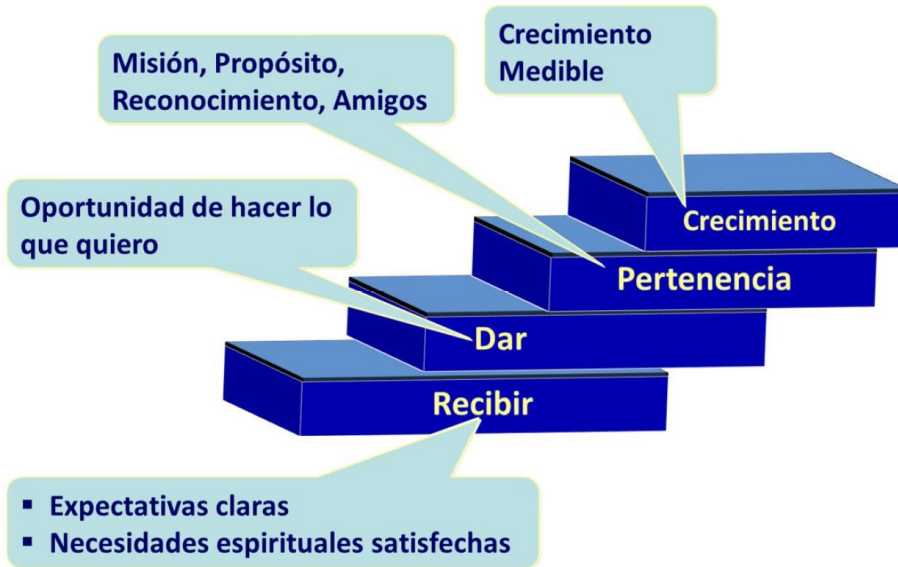 Crecimiento
Medible
Misión, Propósito,
Reconocimiento, Amigos
Oportunidad de hacer lo
que quiero
Crecimiento
Pertenencia
Dar
Recibir
▪ Expectativas claras
▪ Necesidades espirituales satisfechas